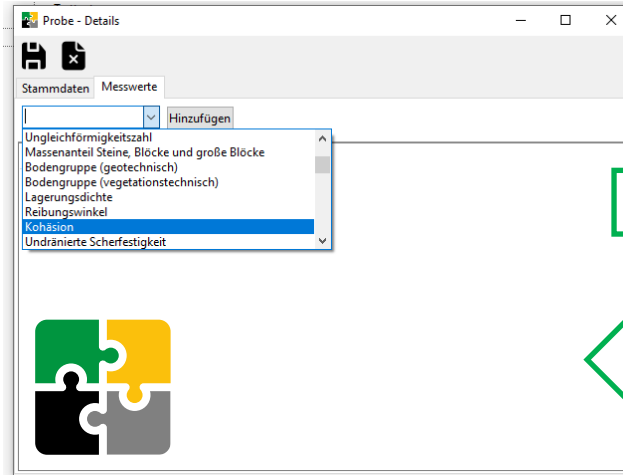 Probe - Details
Stammdaten Messwerte
Hinzufügen
Ungleichförmigkeitszahl
Massenanteil Steine, Blöcke und große Blöcke
Bodengruppe (geotechnisch)
Bodengruppe (vegetationstechnisch)
Lagerungsdichte
Reibungswinkel
Kohäsion
Undränierte Scherfestigkeit